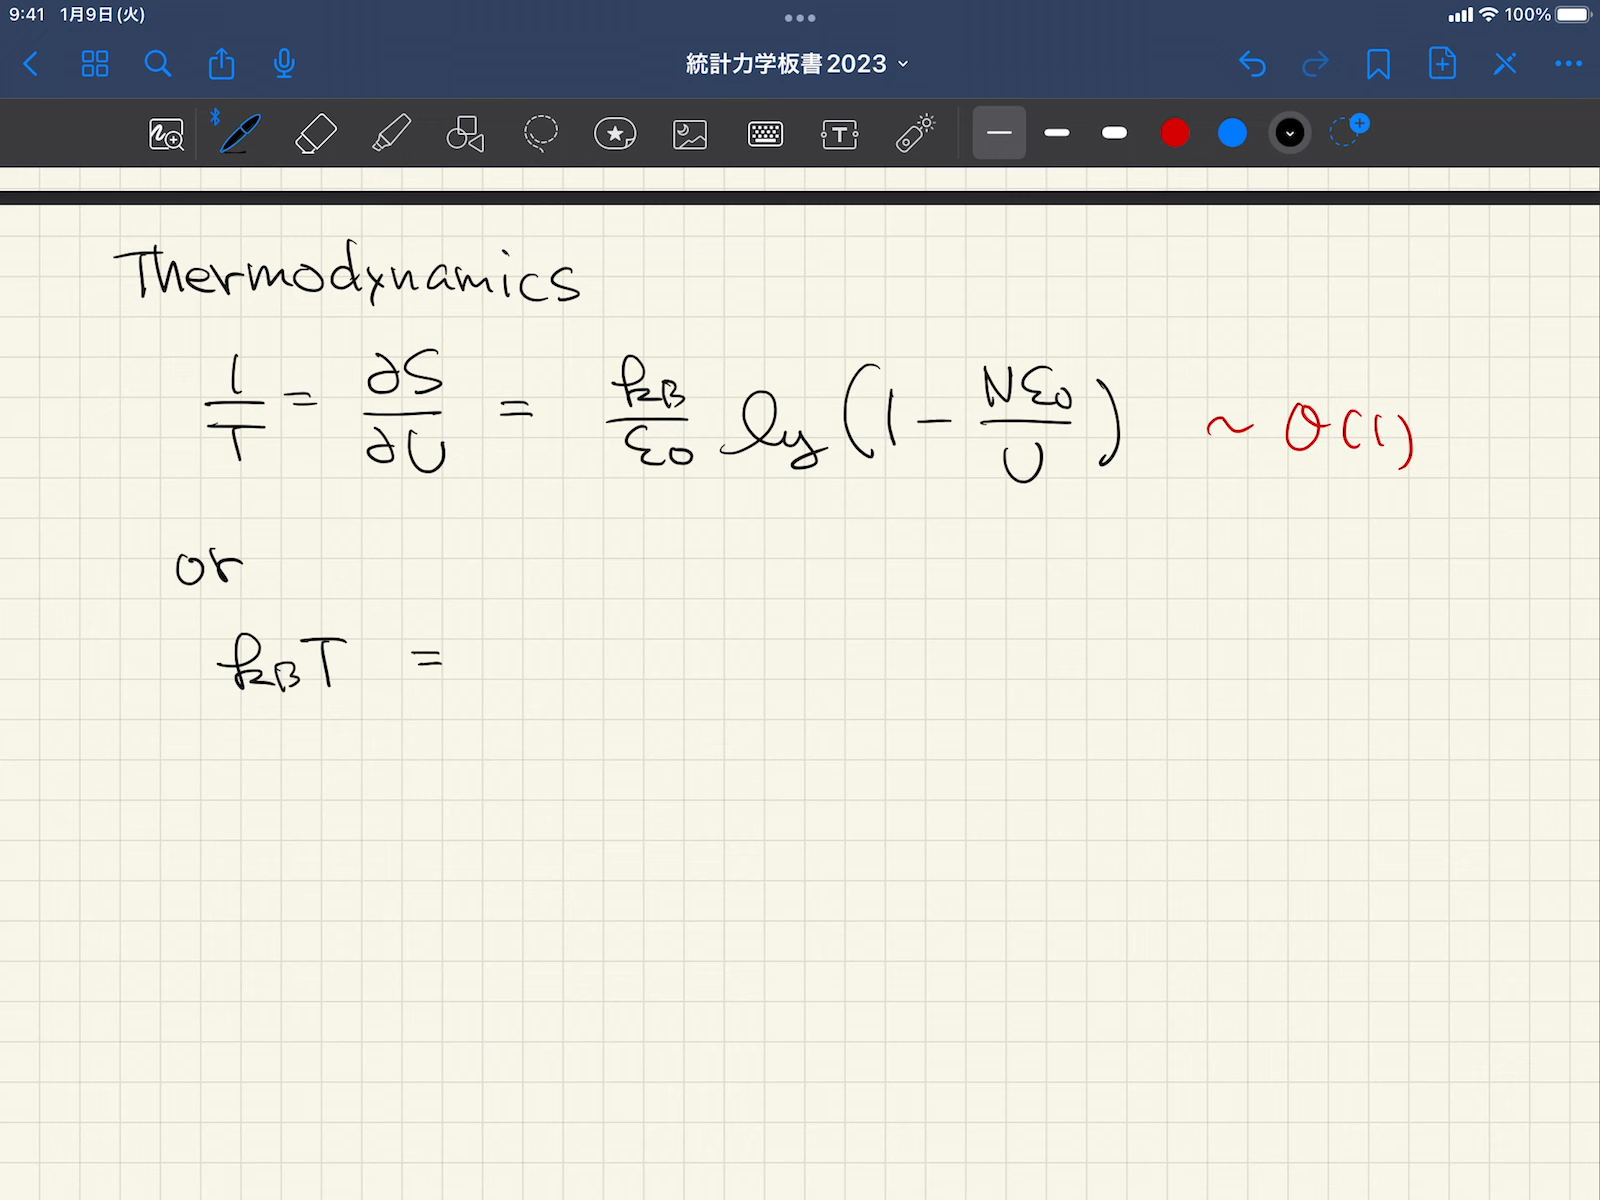 9:41 1月9日(火) 100%
統計力学板書2023
T
Thermodynamics
1/T = ∂S/∂U = k_B/ε0 log (1 - Nε0/U) ~ O(1)
or
k_B T =